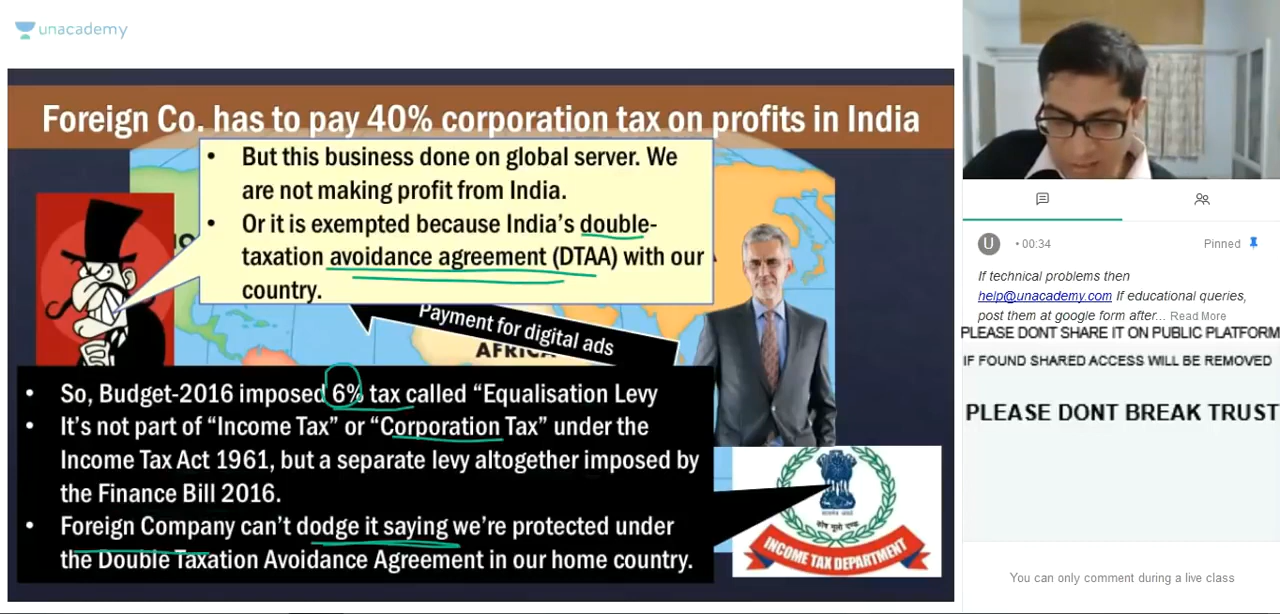 unacademy
Foreign Co. has to pay 40% corporation tax on profits in India
• But this business done on global server. We
are not making profit from India.
• Or it is exempted because India's double-
taxation avoidance agreement (DTAA) with our
country.
Payment for digital ads
• So, Budget-2016 imposed 6% tax called "Equalisation Levy
• It's not part of "Income Tax" or "Corporation Tax" under the
Income Tax Act 1961, but a separate levy altogether imposed by
the Finance Bill 2016.
• Foreign Company can't dodge it saying we're protected under
the Double Taxation Avoidance Agreement in our home country.
INCOME TAX DEPARTMENT
U • 00:34 Pinned
If technical problems then
help@unacademy.com If educational queries,
post them at google form after... Read More
PLEASE DONT SHARE IT ON PUBLIC PLATFORM
IF FOUND SHARED ACCESS WILL BE REMOVED
PLEASE DONT BREAK TRUST
You can only comment during a live class